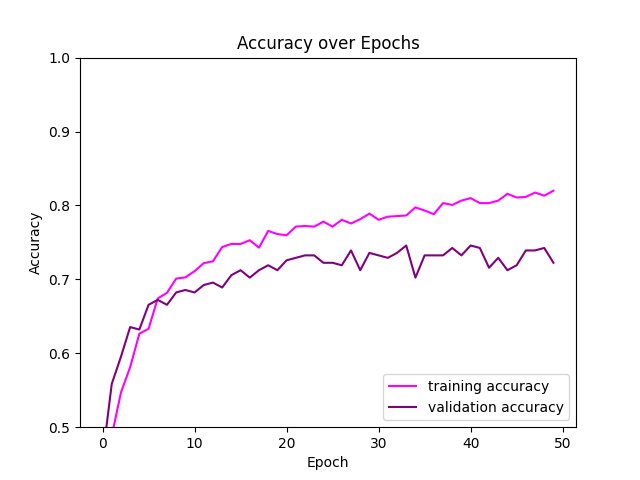 Accuracy over Epochs
1.0
0.9
0.8
0.7
0.6
0.5
Accuracy
0 10 20 30 40 50
Epoch
training accuracy
validation accuracy